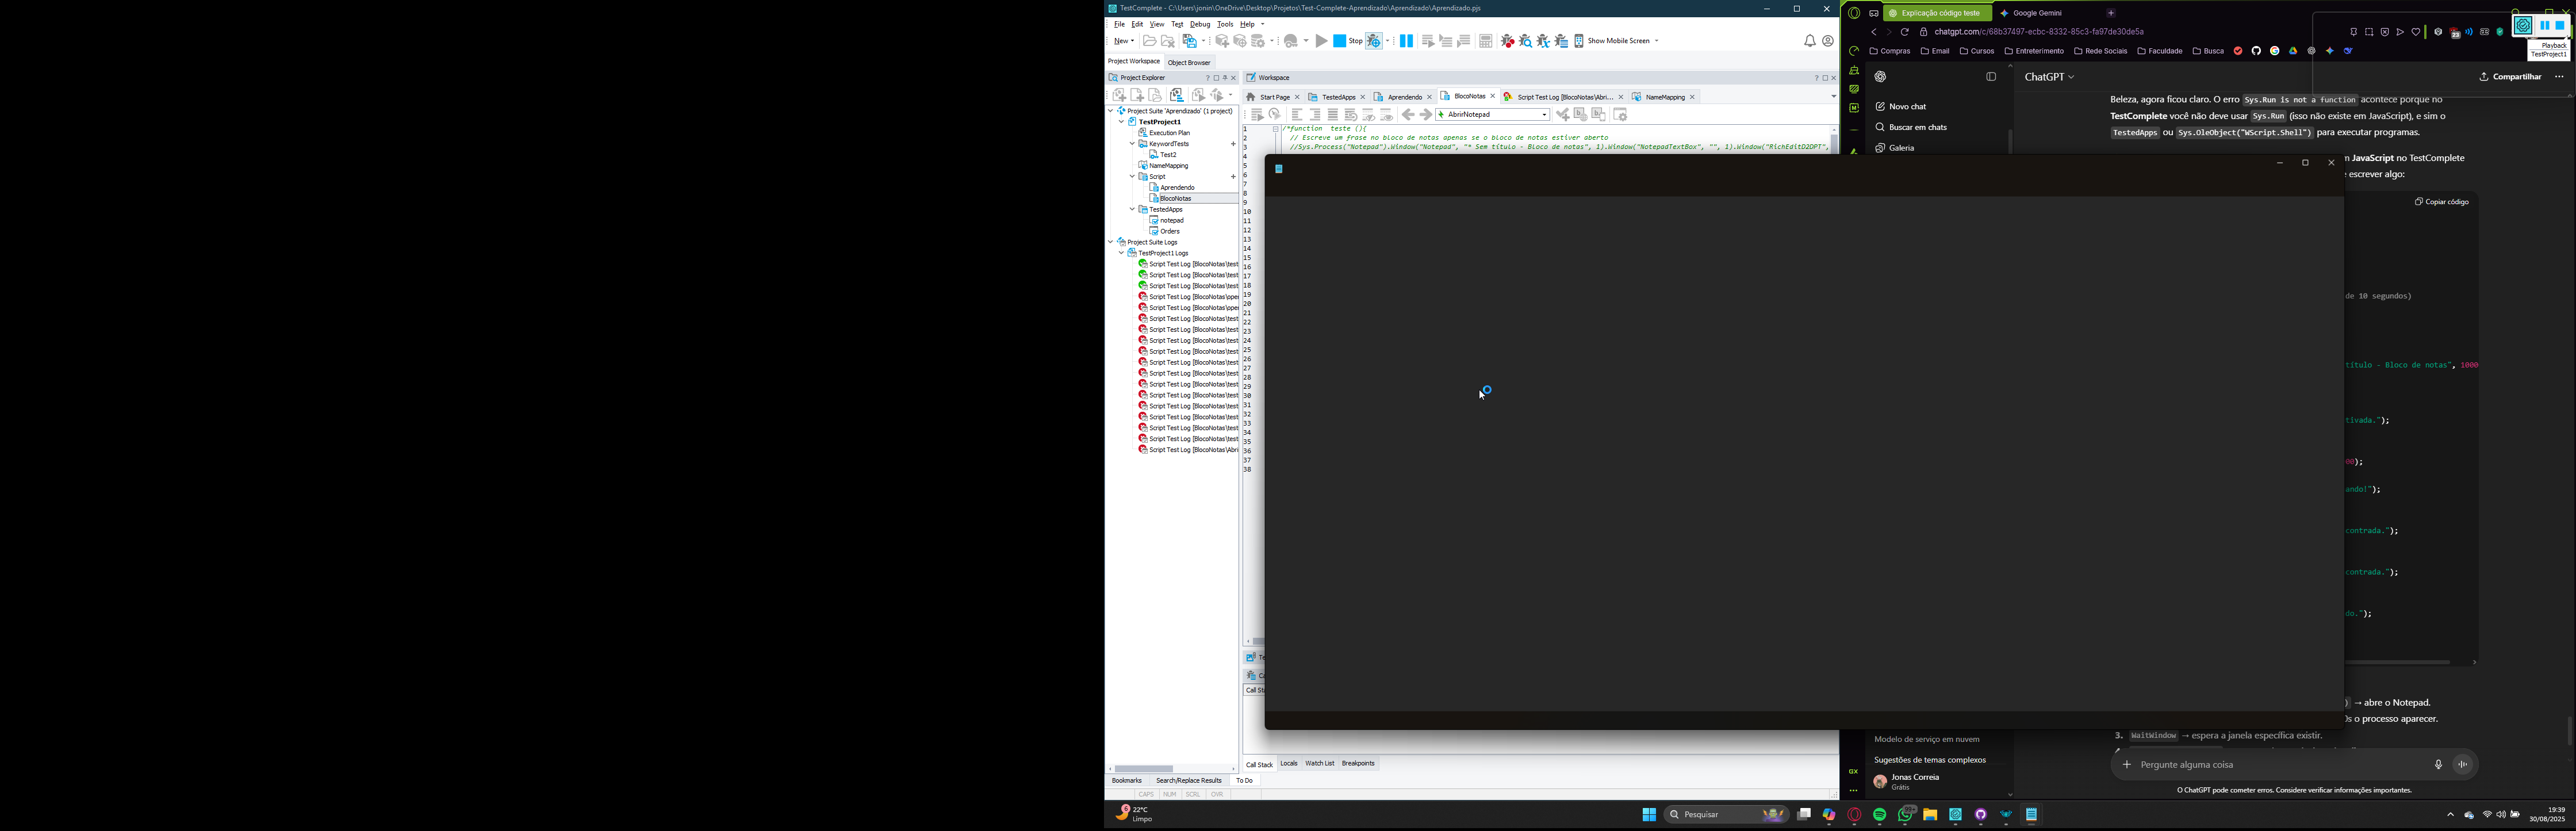 TestComplete - C:\Users\jonin\OneDrive\Desktop\Projetos\Test-Complete-Aprendizado\Aprendizado\Aprendizado.pjs
File Edit View Test Debug Tools Help
New
Stop
Show Mobile Screen
Project Workspace Object Browser
Project Explorer
Project Suite 'Aprendizado' (1 project)
TestProject1
Execution Plan
KeywordTests
Test2
NameMapping
Script
Aprendendo
BlocoNotas
TestedApps
notepad
Orders
Project Suite Logs
TestProject1 Logs
Script Test Log [BlocoNotas\test
Script Test Log [BlocoNotas\test
Script Test Log [BlocoNotas\test
Script Test Log [BlocoNotas\ppe
Script Test Log [BlocoNotas\ppe
Script Test Log [BlocoNotas\test
Script Test Log [BlocoNotas\test
Script Test Log [BlocoNotas\test
Script Test Log [BlocoNotas\test
Script Test Log [BlocoNotas\test
Script Test Log [BlocoNotas\test
Script Test Log [BlocoNotas\test
Script Test Log [BlocoNotas\test
Script Test Log [BlocoNotas\test
Script Test Log [BlocoNotas\test
Script Test Log [BlocoNotas\test
Script Test Log [BlocoNotas\test
Script Test Log [BlocoNotas\Abri
Bookmarks Search/Replace Results To Do
CAPS NUM SCRL OVR
Workspace
Start Page TestedApps Aprendendo BlocoNotas Script Test Log [BlocoNotas\Abri... NameMapping
AbrirNotepad
1 /*function teste (){
2 // Escreve um frase no bloco de notas apenas se o bloco de notas estiver aberto
3 //Sys.Process("Notepad").Window("Notepad", "* Sem título - Bloco de notas", 1).Window("NotepadTextBox", "", 1).Window("RichEditD2DPT",
4
5
6
7
8
9
10
11
12
13
14
15
16
17
18
19
20
21
22
23
24
25
26
27
28
29
30
31
32
33
34
35
36
37
38
Te
C
Call St
Call Stack Locals Watch List Breakpoints
Explicação código teste
Google Gemini
chatgpt.com/c/68b37497-ecbc-8332-85c3-fa97de30de5a
23
Playback
TestProject1
Compras Email Cursos Entreterimento Rede Sociais Faculdade Busca
ChatGPT
Compartilhar
Novo chat
Buscar em chats
Galeria
Beleza, agora ficou claro. O erro Sys.Run is not a function acontece porque no
TestComplete você não deve usar Sys.Run (isso não existe em JavaScript), e sim o
TestedApps ou Sys.OleObject("WScript.Shell") para executar programas.
m JavaScript no TestComplete
e escrever algo:
Copiar código
de 10 segundos)
título - Bloco de notas", 1000
tivada.");
00);
ando!");
contrada.");
contrada.");
do.");
) → abre o Notepad.
ós o processo aparecer.
3. WaitWindow → espera a janela específica existir.
Modelo de serviço em nuvem
Sugestões de temas complexos
Jonas Correia
Grátis
GX
Pergunte alguma coisa
O ChatGPT pode cometer erros. Considere verificar informações importantes.
6
22°C
Limpo
Pesquisar
99+
19:39
30/08/2025